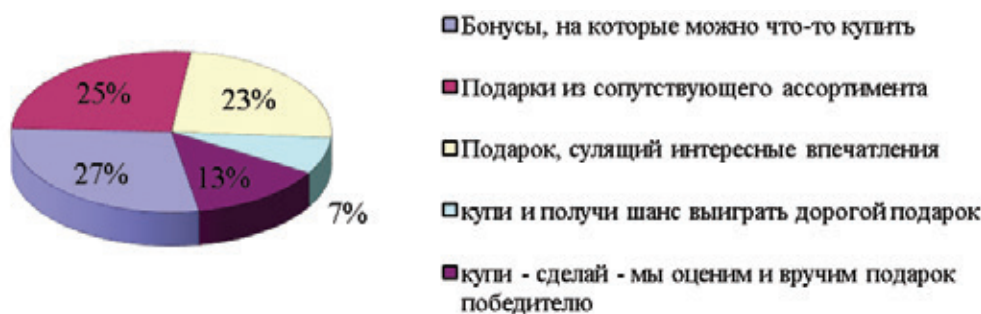 25%
23%
27%
13%
7%
Бонусы, на которые можно что-то купить
Подарки из сопутствующего ассортимента
Подарок, сулящий интересные впечатления
купи и получи шанс выиграть дорогой подарок
купи - сделай - мы оценим и вручим подарок
победителю